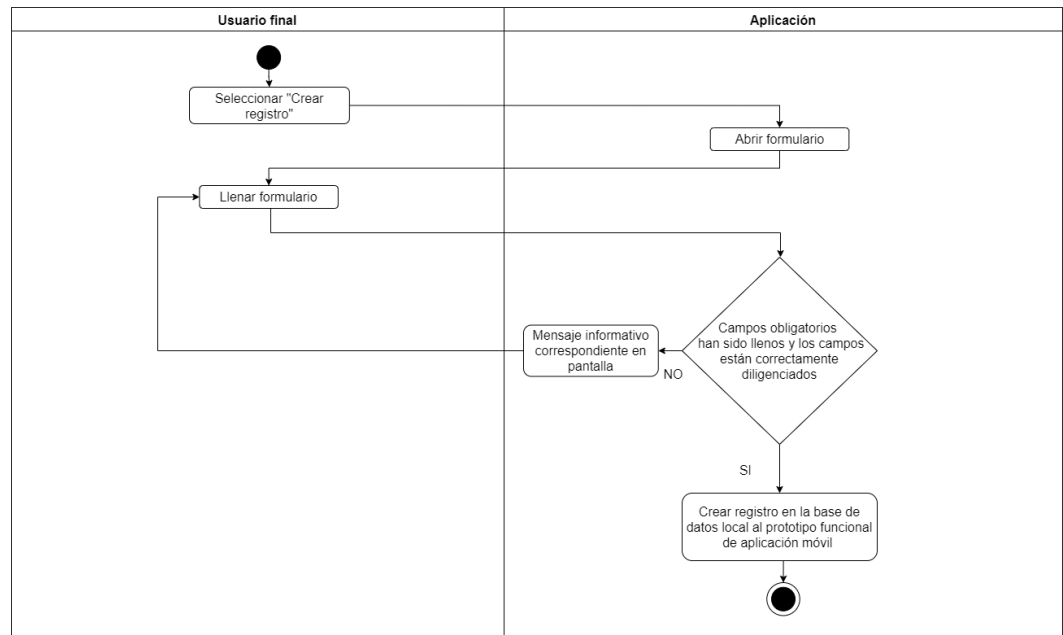 Usuario final
Aplicación
Seleccionar "Crear
registro"
Abrir formulario
Llenar formulario
Campos obligatorios
han sido llenos y los campos
están correctamente
diligenciados
Mensaje informativo
correspondiente en
pantalla
NO
SI
Crear registro en la base de
datos local al prototipo funcional
de aplicación móvil